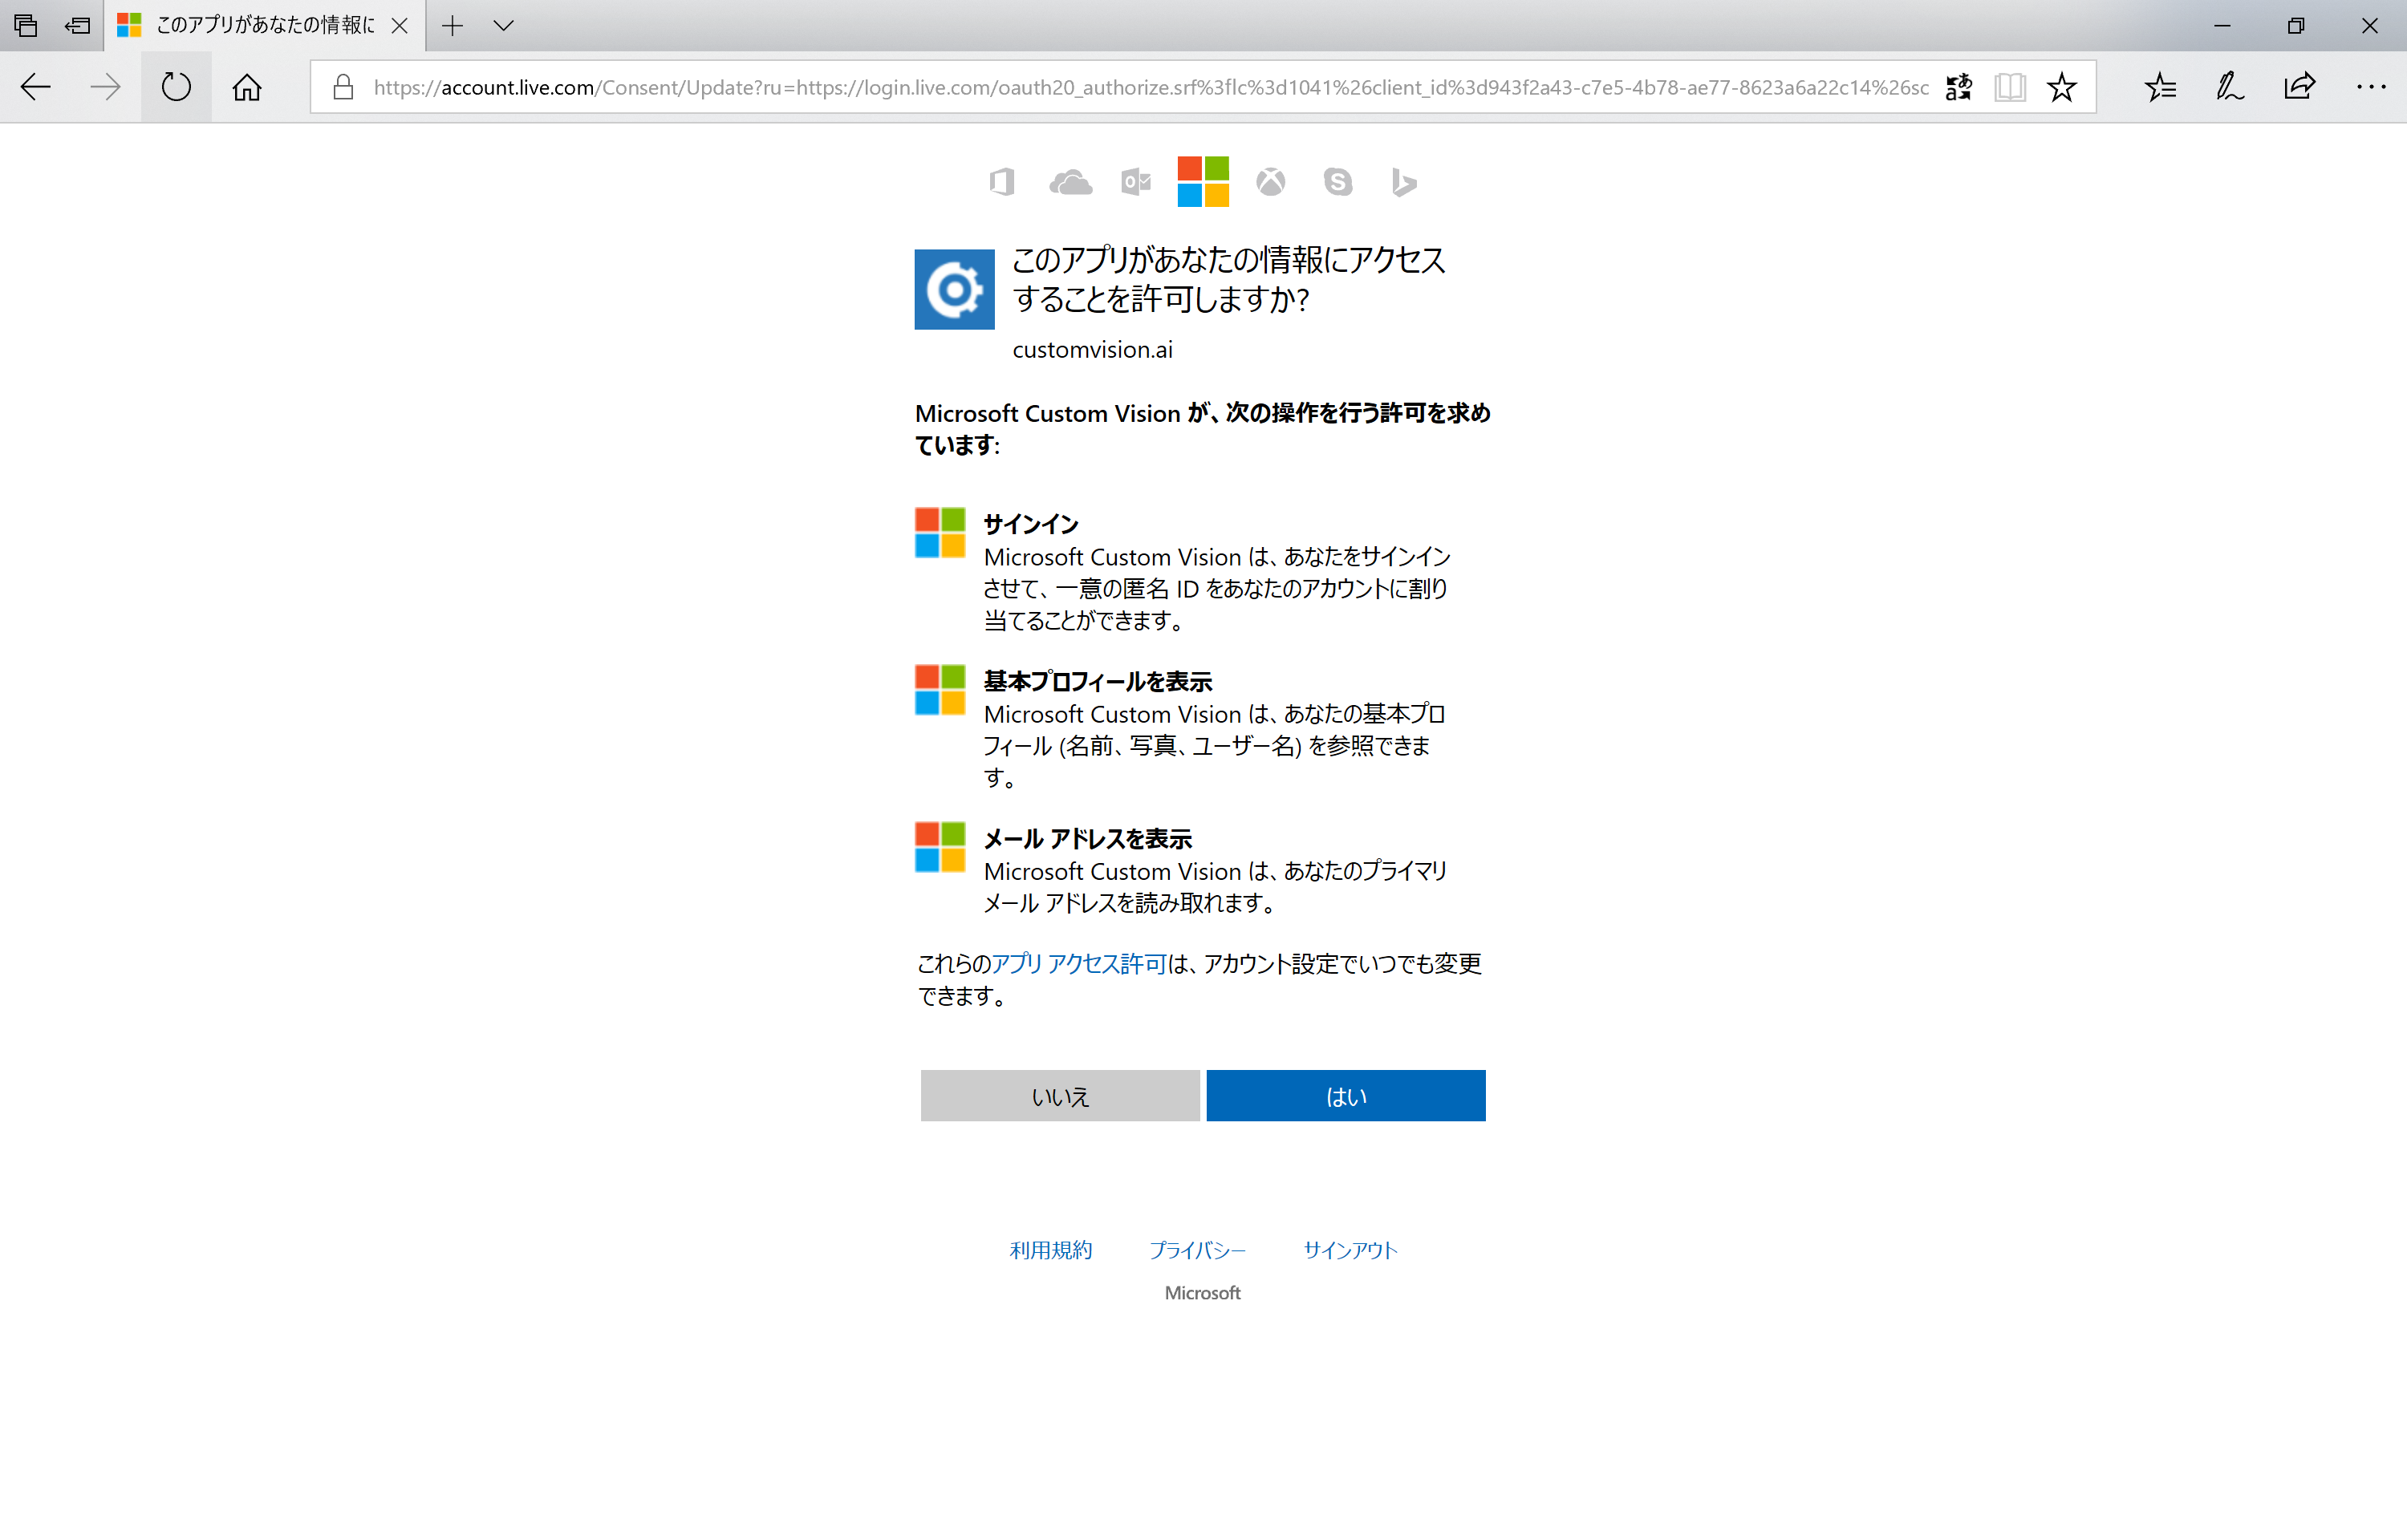 このアプリがあなたの情報に
https://account.live.com/Consent/Update?ru=https://login.live.com/oauth20_authorize.srf%3flc%3d1041%26client_id%3d943f2a43-c7e5-4b78-ae77-8623a6a22c14%26sc
このアプリがあなたの情報にアクセス
することを許可しますか?
customvision.ai
Microsoft Custom Vision が、次の操作を行う許可を求め
ています:
サインイン
Microsoft Custom Vision は、あなたをサインイン
させて、一意の匿名 ID をあなたのアカウントに割り
当てることができます。
基本プロフィールを表示
Microsoft Custom Vision は、あなたの基本プロ
フィール (名前、写真、ユーザー名) を参照できま
す。
メール アドレスを表示
Microsoft Custom Vision は、あなたのプライマリ
メール アドレスを読み取れます。
これらのアプリ アクセス許可は、アカウント設定でいつでも変更
できます。
いいえ はい
利用規約 プライバシー サインアウト
Microsoft